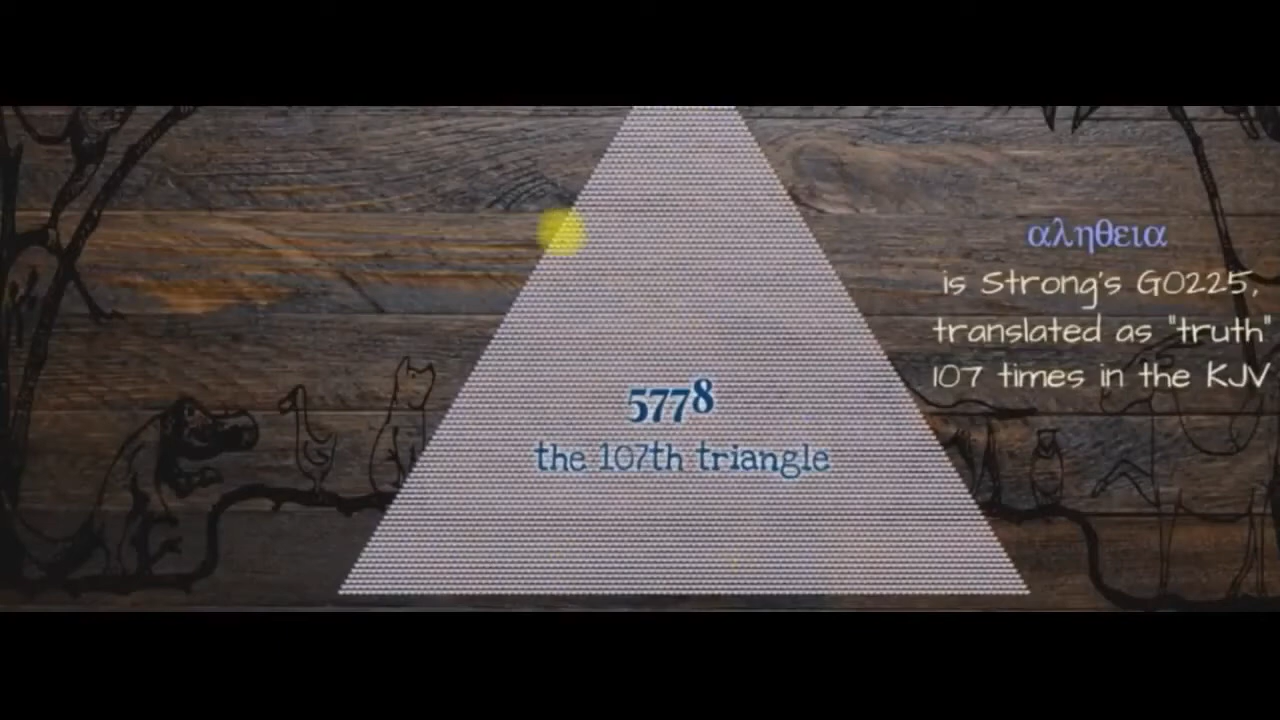 αληθεια
is Strong's G0225,
translated as "truth"
107 times in the KJV
5778
the 107th triangle